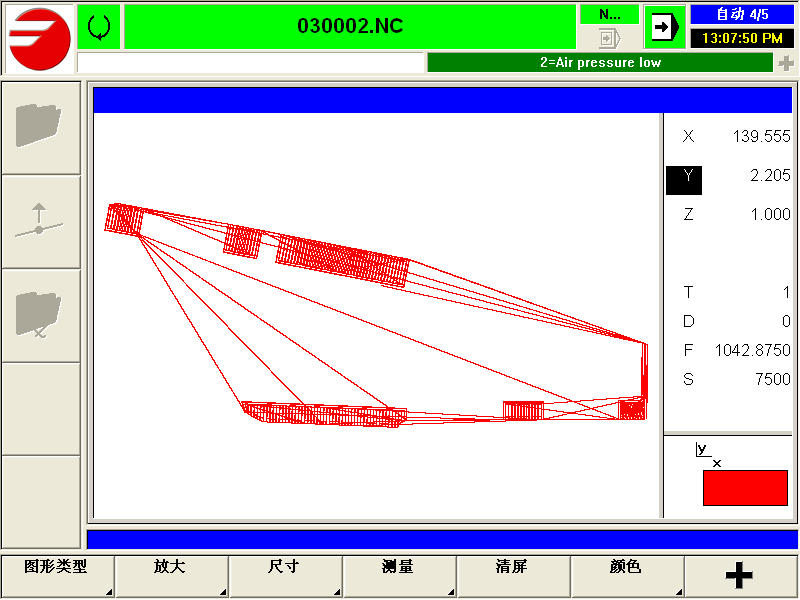 030002.NC
N...
自动 4/5
13:07:50 PM
2=Air pressure low
X 139.555
Y 2.205
Z 1.000
T 1
D 0
F 1042.8750
S 7500
y
x
图形类型 放大 尺寸 测量 清屏 颜色